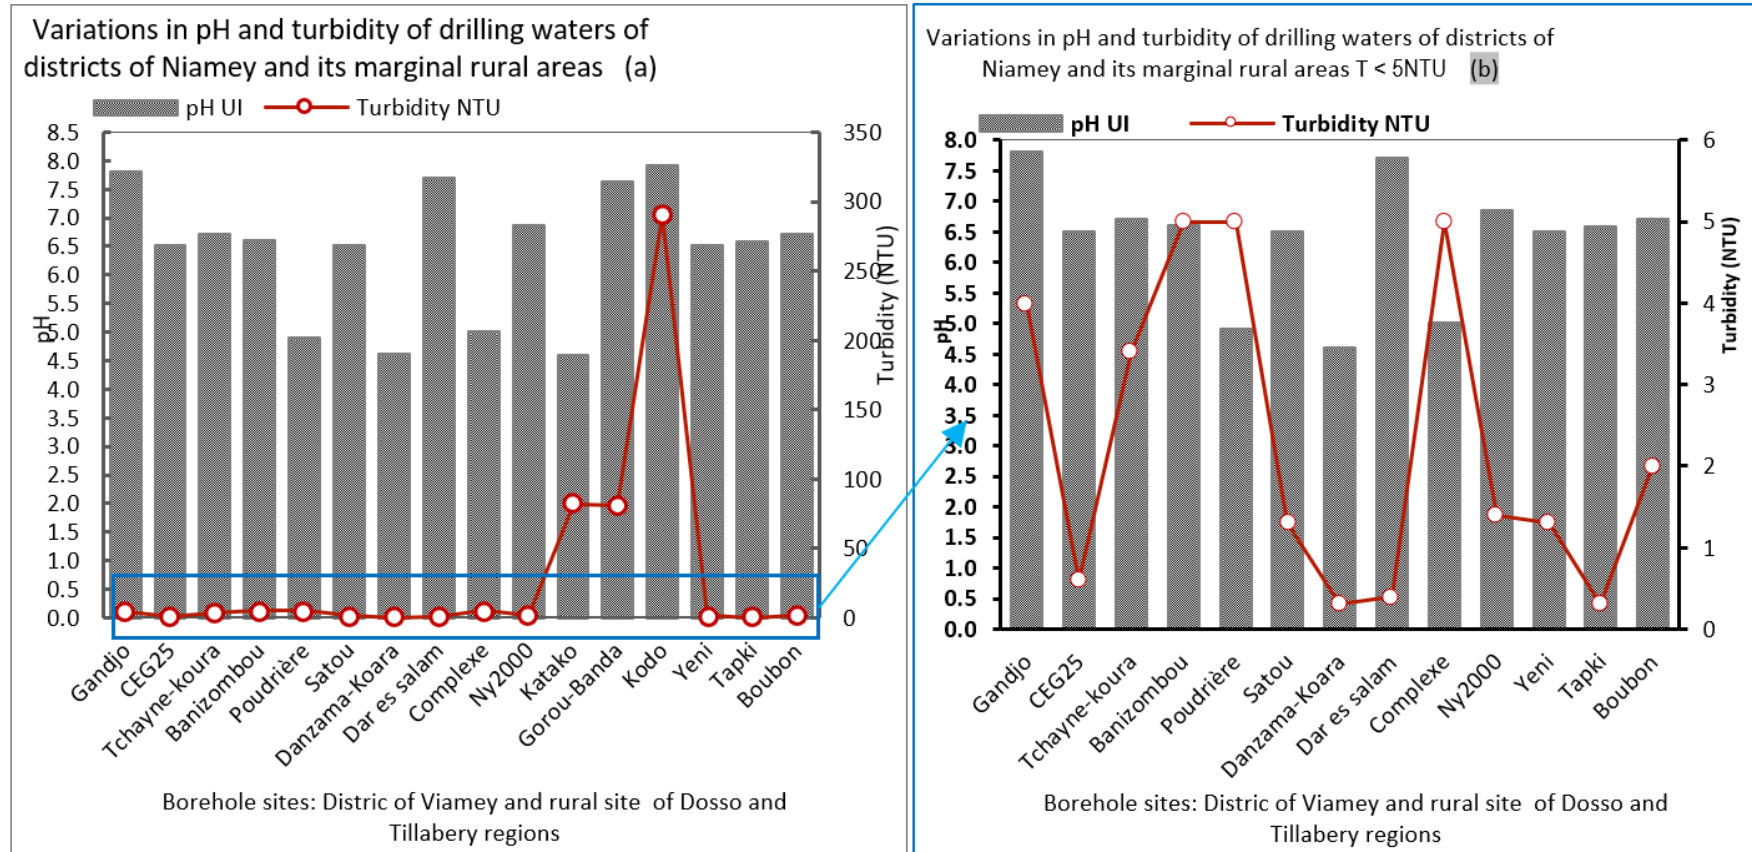 Variations in pH and turbidity of drilling waters of
districts of Niamey and its marginal rural areas (a)
pH UI
Turbidity NTU
8.5
8.0
7.5
7.0
6.5
6.0
5.5
5.0
4.5
4.0
3.5
3.0
2.5
2.0
1.5
1.0
0.5
0.0
pH
350
300
250
200
150
100
50
0
Turbidity (NTU)
Gandjo
CEG25
Tchayne-koura
Banizombou
Poudrière
Satou
Danzama-Koara
Dar es salam
Complexe
Ny2000
Katako
Gorou-Banda
Kodo
Yeni
Tapki
Boubon
Borehole sites: Distric of Viamey and rural site of Dosso and
Tillabery regions
Variations in pH and turbidity of drilling waters of districts of
Niamey and its marginal rural areas T < 5NTU (b)
pH UI
Turbidity NTU
8.0
7.5
7.0
6.5
6.0
5.5
5.0
4.5
4.0
3.5
3.0
2.5
2.0
1.5
1.0
0.5
0.0
pH
pH
6
5
4
3
2
1
0
Turbidity (NTU)
Gandjo
CEG25
Tchayne-koura
Banizombou
Poudrière
Satou
Danzama-Koara
Dar es salam
Complexe
Ny2000
Yeni
Tapki
Boubon
Borehole sites: Distric of Viamey and rural site of Dosso and
Tillabery regions